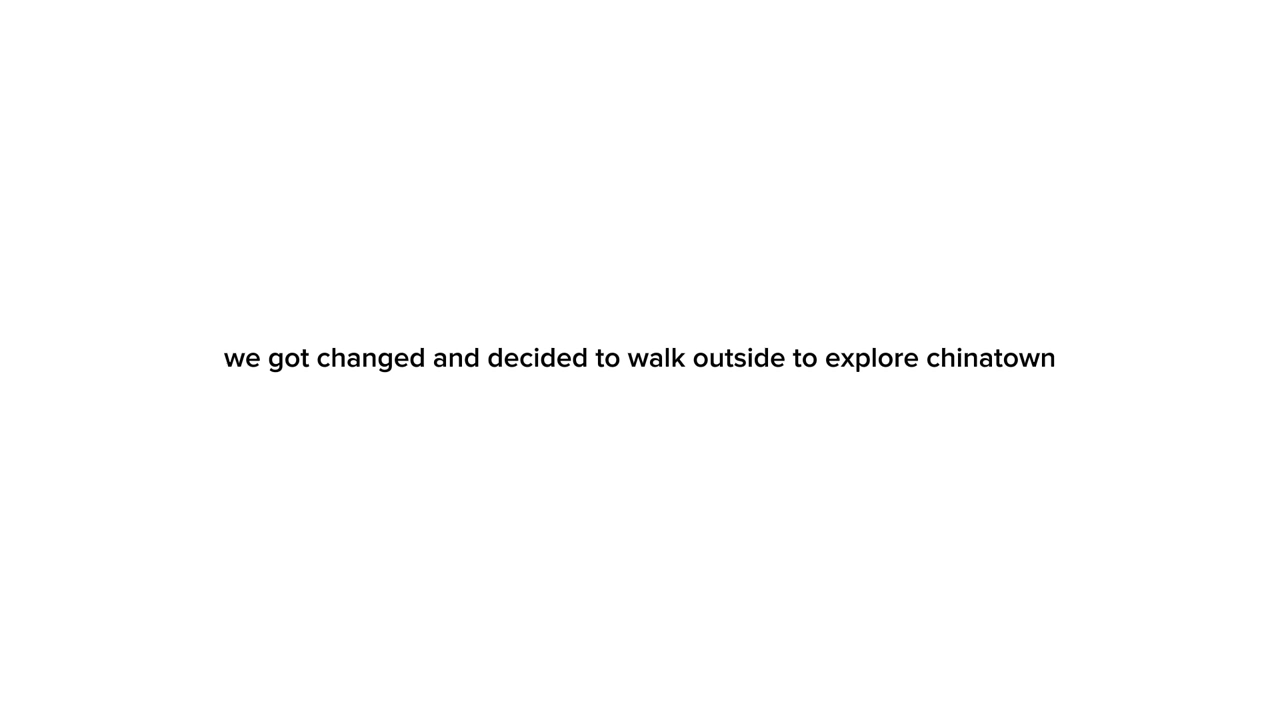 we got changed and decided to walk outside to explore chinatown